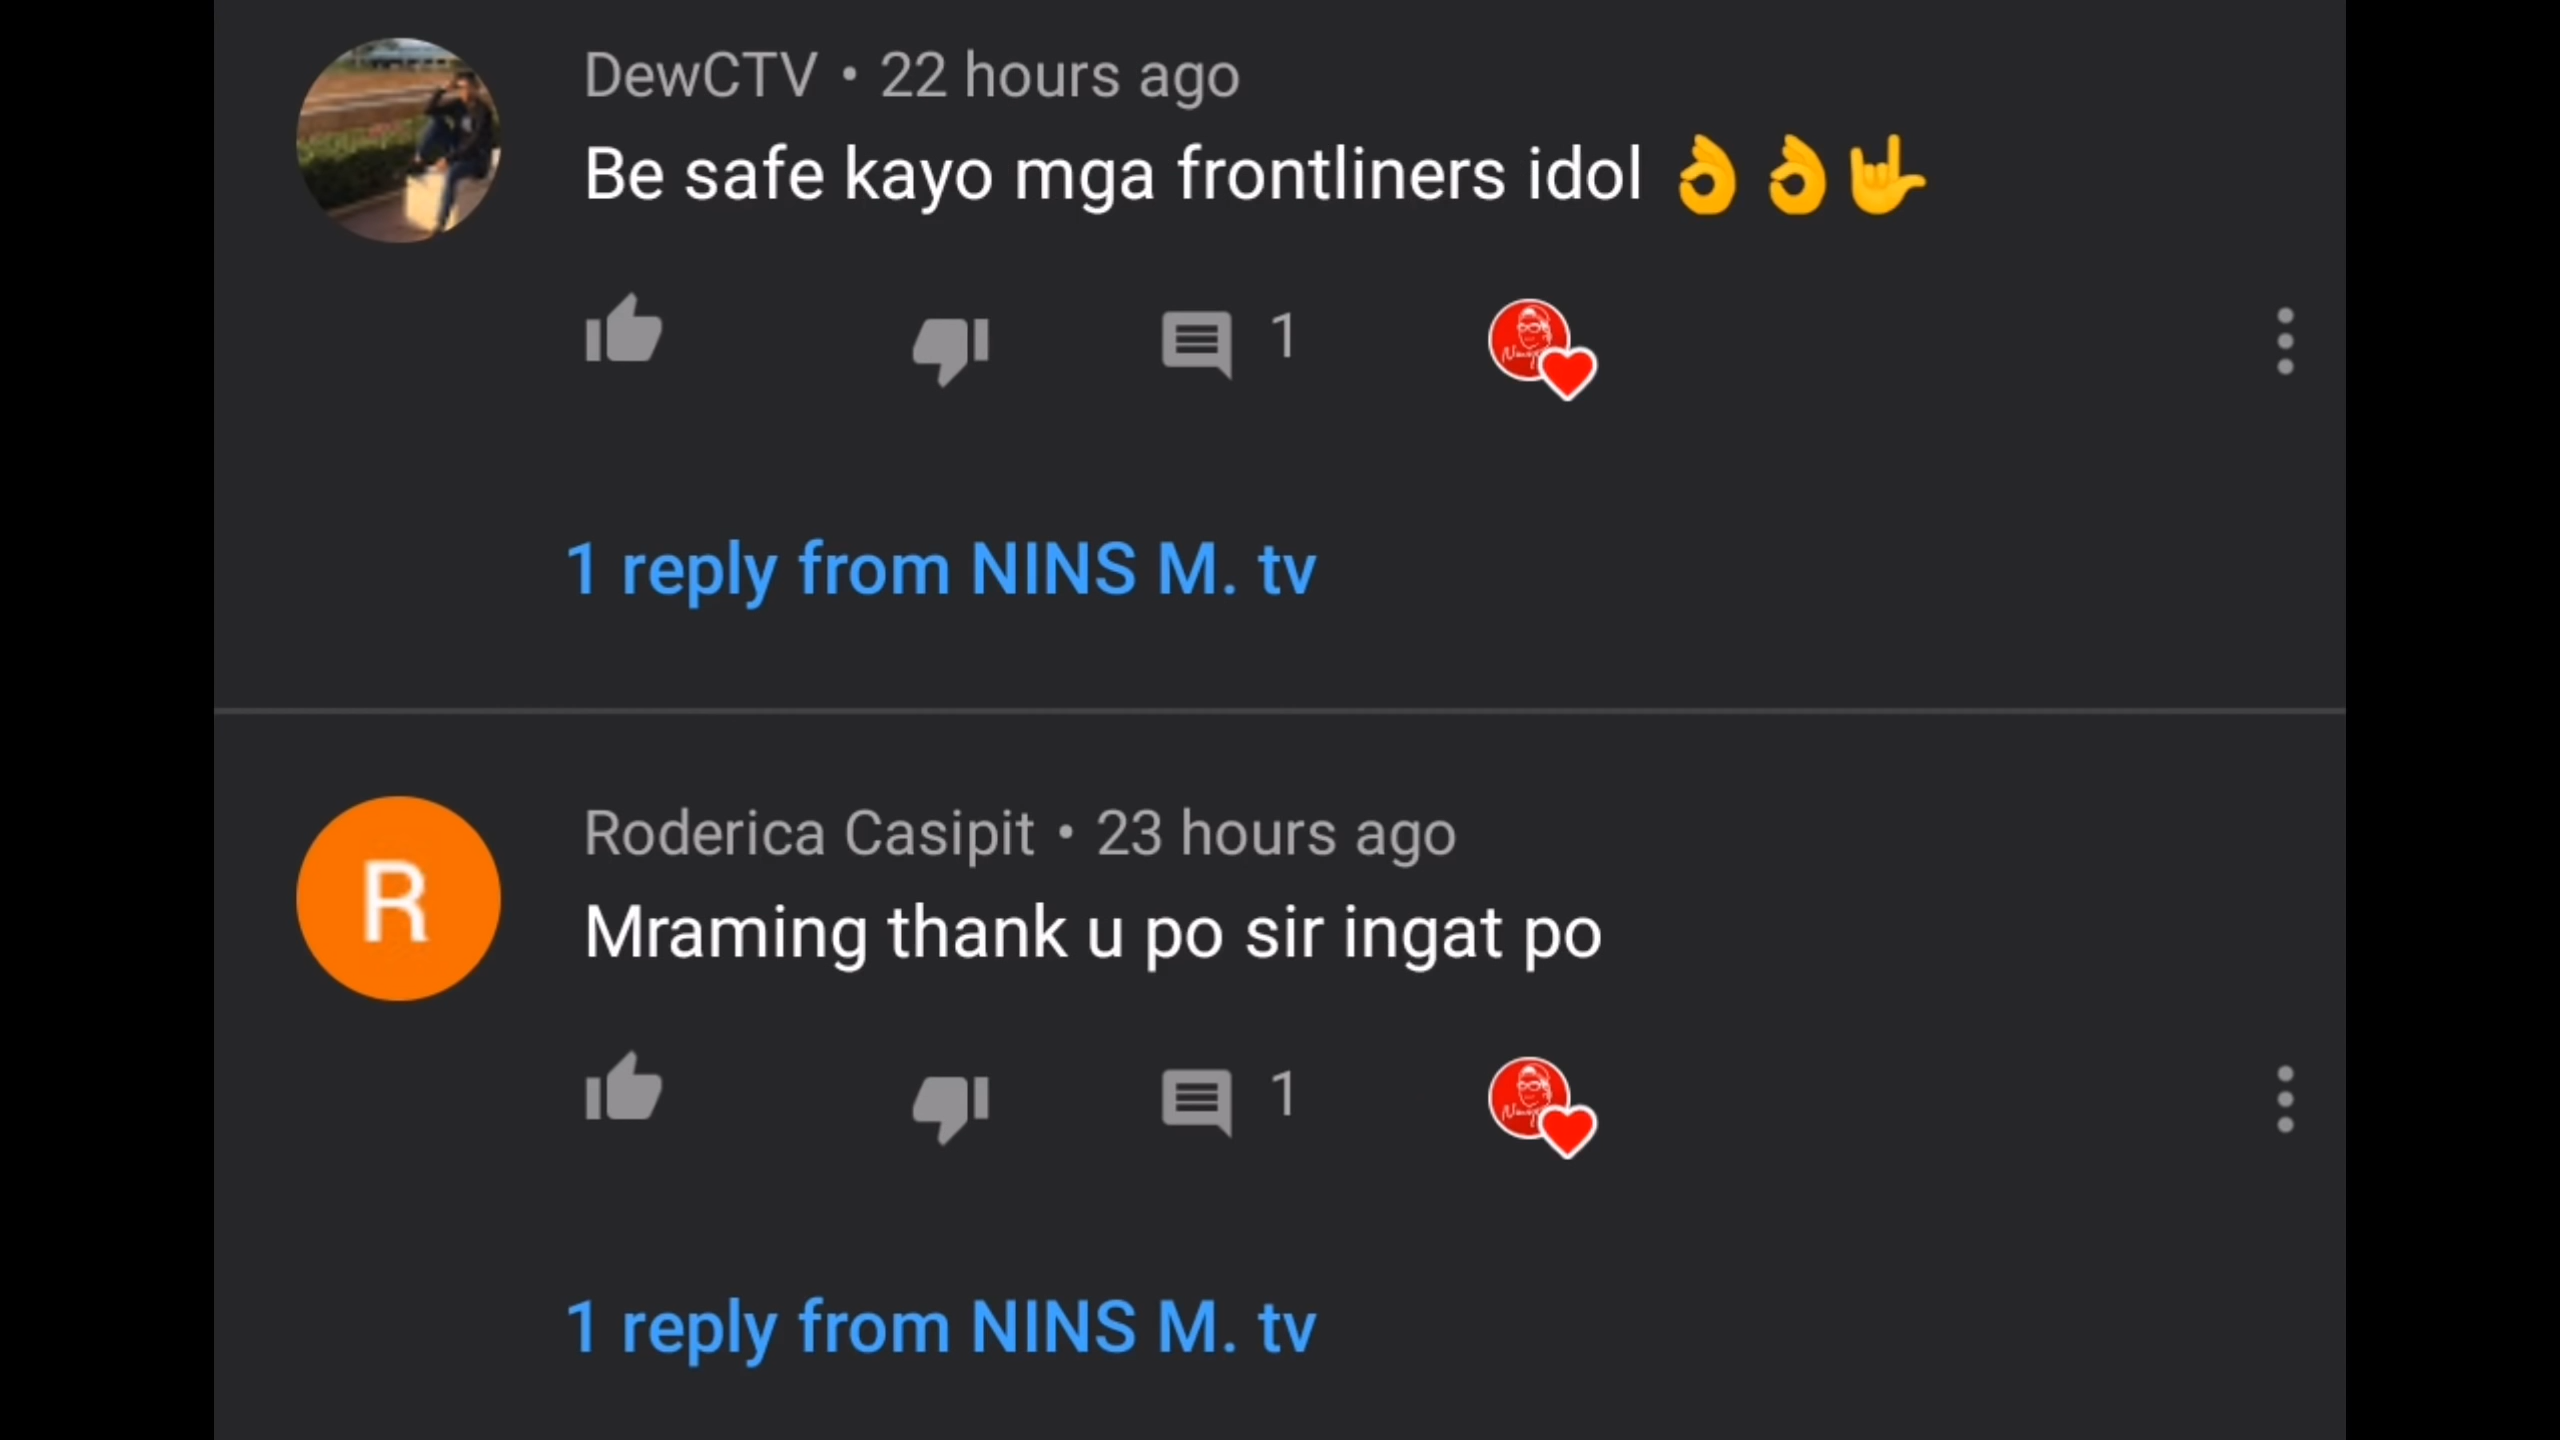 DewCTV • 22 hours ago
Be safe kayo mga frontliners idol 👌👌🤟
1
1 reply from NINS M. tv
R
Roderica Casipit • 23 hours ago
Mraming thank u po sir ingat po
1
1 reply from NINS M. tv